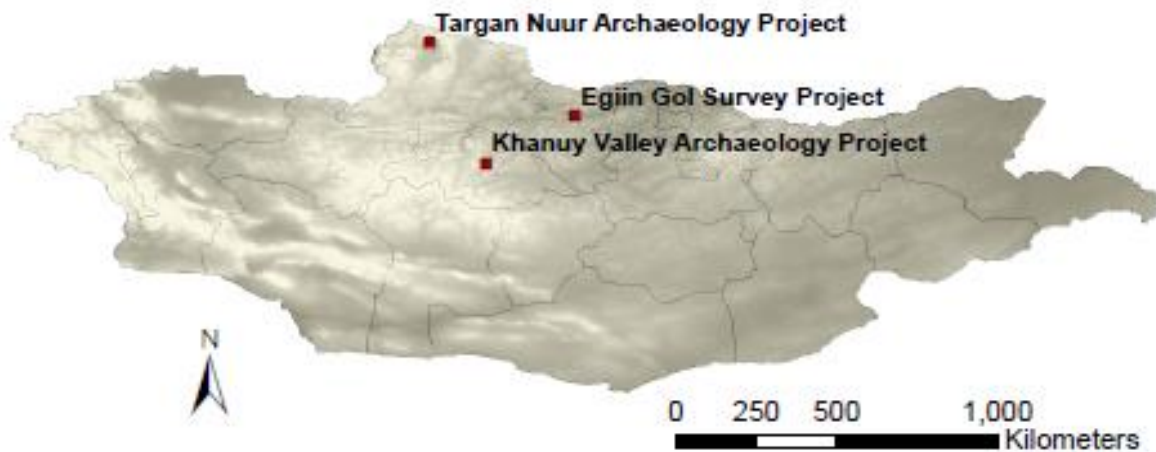 Targan Nuur Archaeology Project
Egiin Gol Survey Project
Khanuy Valley Archaeology Project
N
0 250 500 1,000
Kilometers